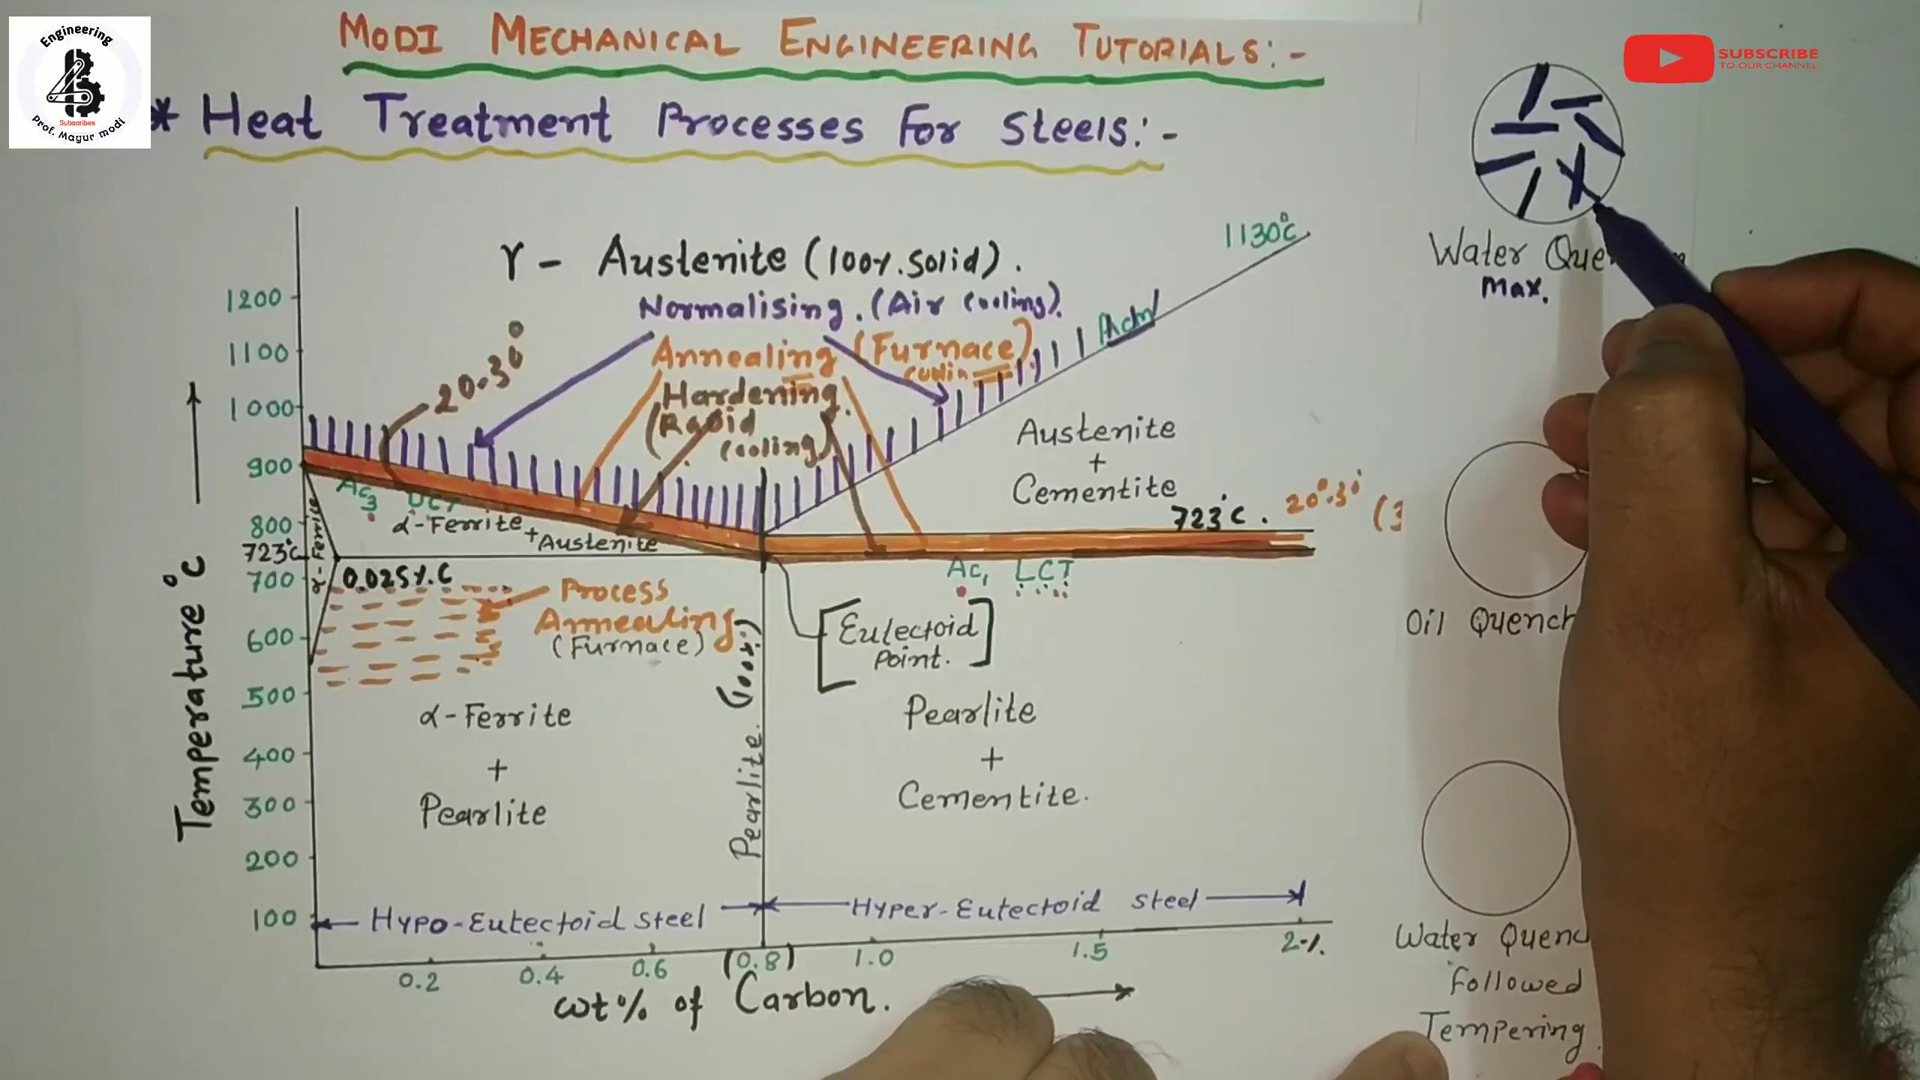 Engineering
Subscribes
Prof. Mayur modi
MODI MECHANICAL ENGINEERING TUTORIALS:-
SUBSCRIBE
TO OUR CHANNEL
* Heat Treatment Processes For Steels:-
1130°C
γ - Austenite (100%. Solid).
Normalising. (Air cooling).
Annealing (Furnace)
Hardening.
(Rapid
cooling)
Acm
20-30°
Austenite
+
Cementite
723°C.
20°-30°
Ac3 UCT
α-Ferrite + Austenite
α-Ferrite
0.025%.C
Ac1 LCT
Process
Annealing
(Furnace)
[Eutectoid
Point.]
α-Ferrite
+
Pearlite
Pearlite. (100%)
Pearlite
+
Cementite.
Hypo-Eutectoid steel
Hyper-Eutectoid steel
Temperature °C
1200
1100
1000
900
800
723°C
700
600
500
400
300
200
100
0.2
0.4
0.6
(0.8)
1.0
1.5
2%.
wt% of Carbon.
Water
Max.
Oil Quench
Water Quenc
Followed
Tempering.